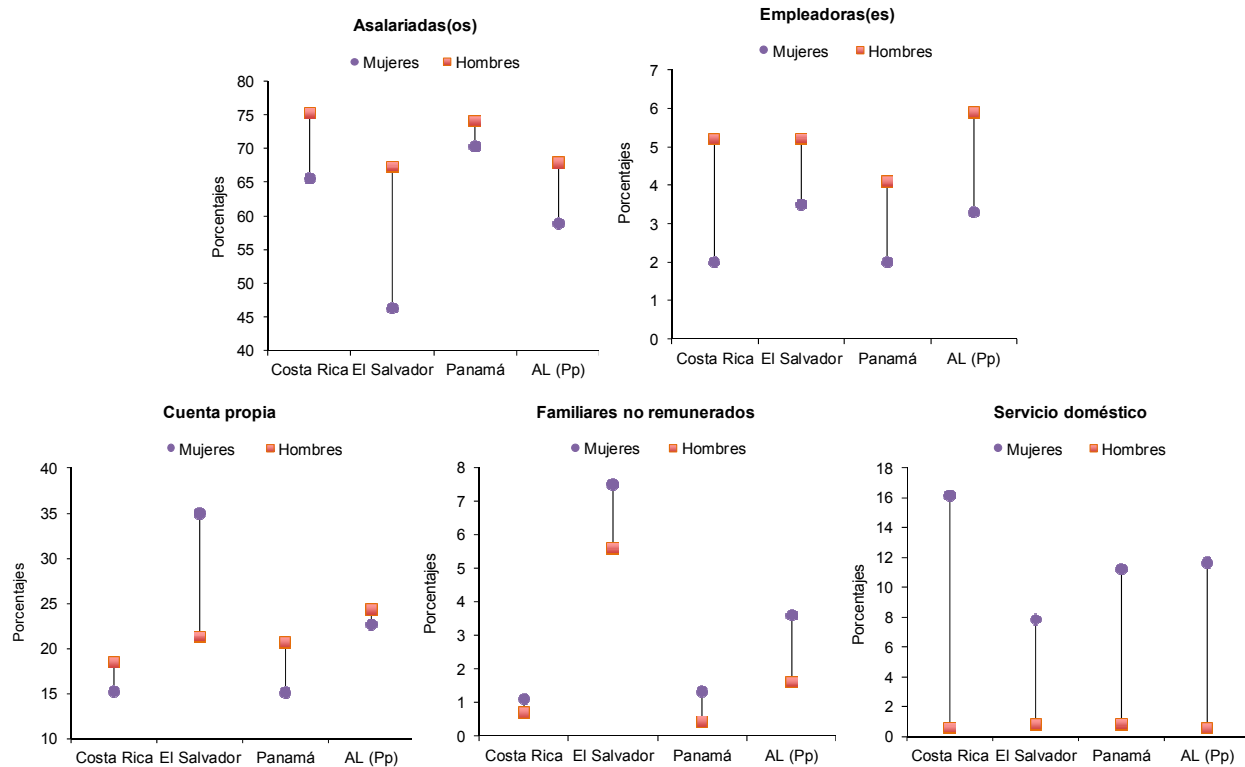 Asalariadas(os)
Mujeres Hombres
Porcentajes
80
75
70
65
60
55
50
45
40
Costa Rica El Salvador Panamá AL (Pp)
Empleadoras(es)
Mujeres Hombres
Porcentajes
7
6
5
4
3
2
1
0
Costa Rica El Salvador Panamá AL (Pp)
Cuenta propia
Mujeres Hombres
Porcentajes
40
35
30
25
20
15
10
Costa Rica El Salvador Panamá AL (Pp)
Familiares no remunerados
Mujeres Hombres
Porcentajes
8
7
6
5
4
3
2
1
0
Costa Rica El Salvador Panamá AL (Pp)
Servicio doméstico
Mujeres Hombres
Porcentajes
18
16
14
12
10
8
6
4
2
0
Costa Rica El Salvador Panamá AL (Pp)